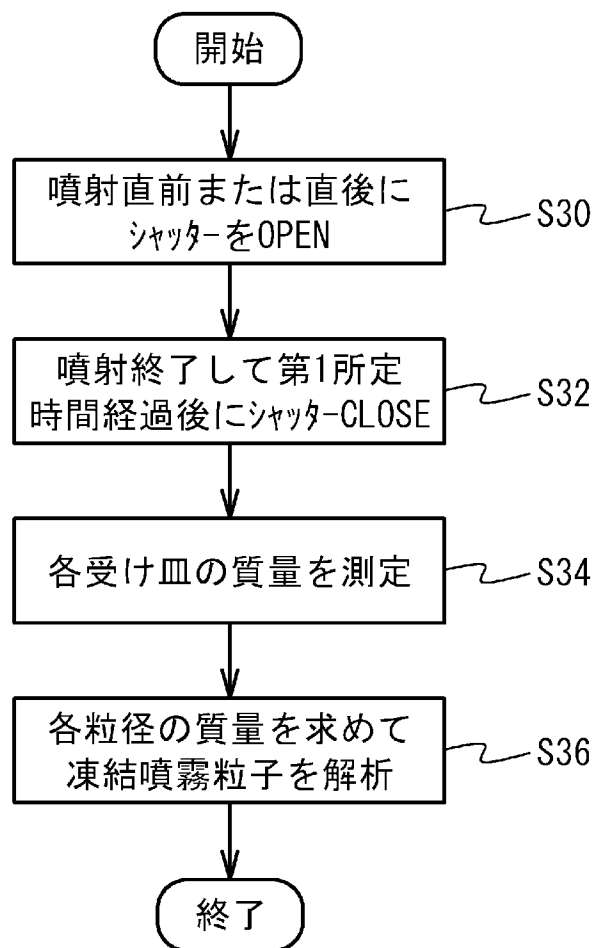 開始
噴射直前または直後に
ｼｬｯﾀｰをOPEN
S30
噴射終了して第1所定
時間経過後にｼｬｯﾀｰCLOSE
S32
各受け皿の質量を測定
S34
各粒径の質量を求めて
凍結噴霧粒子を解析
S36
終了